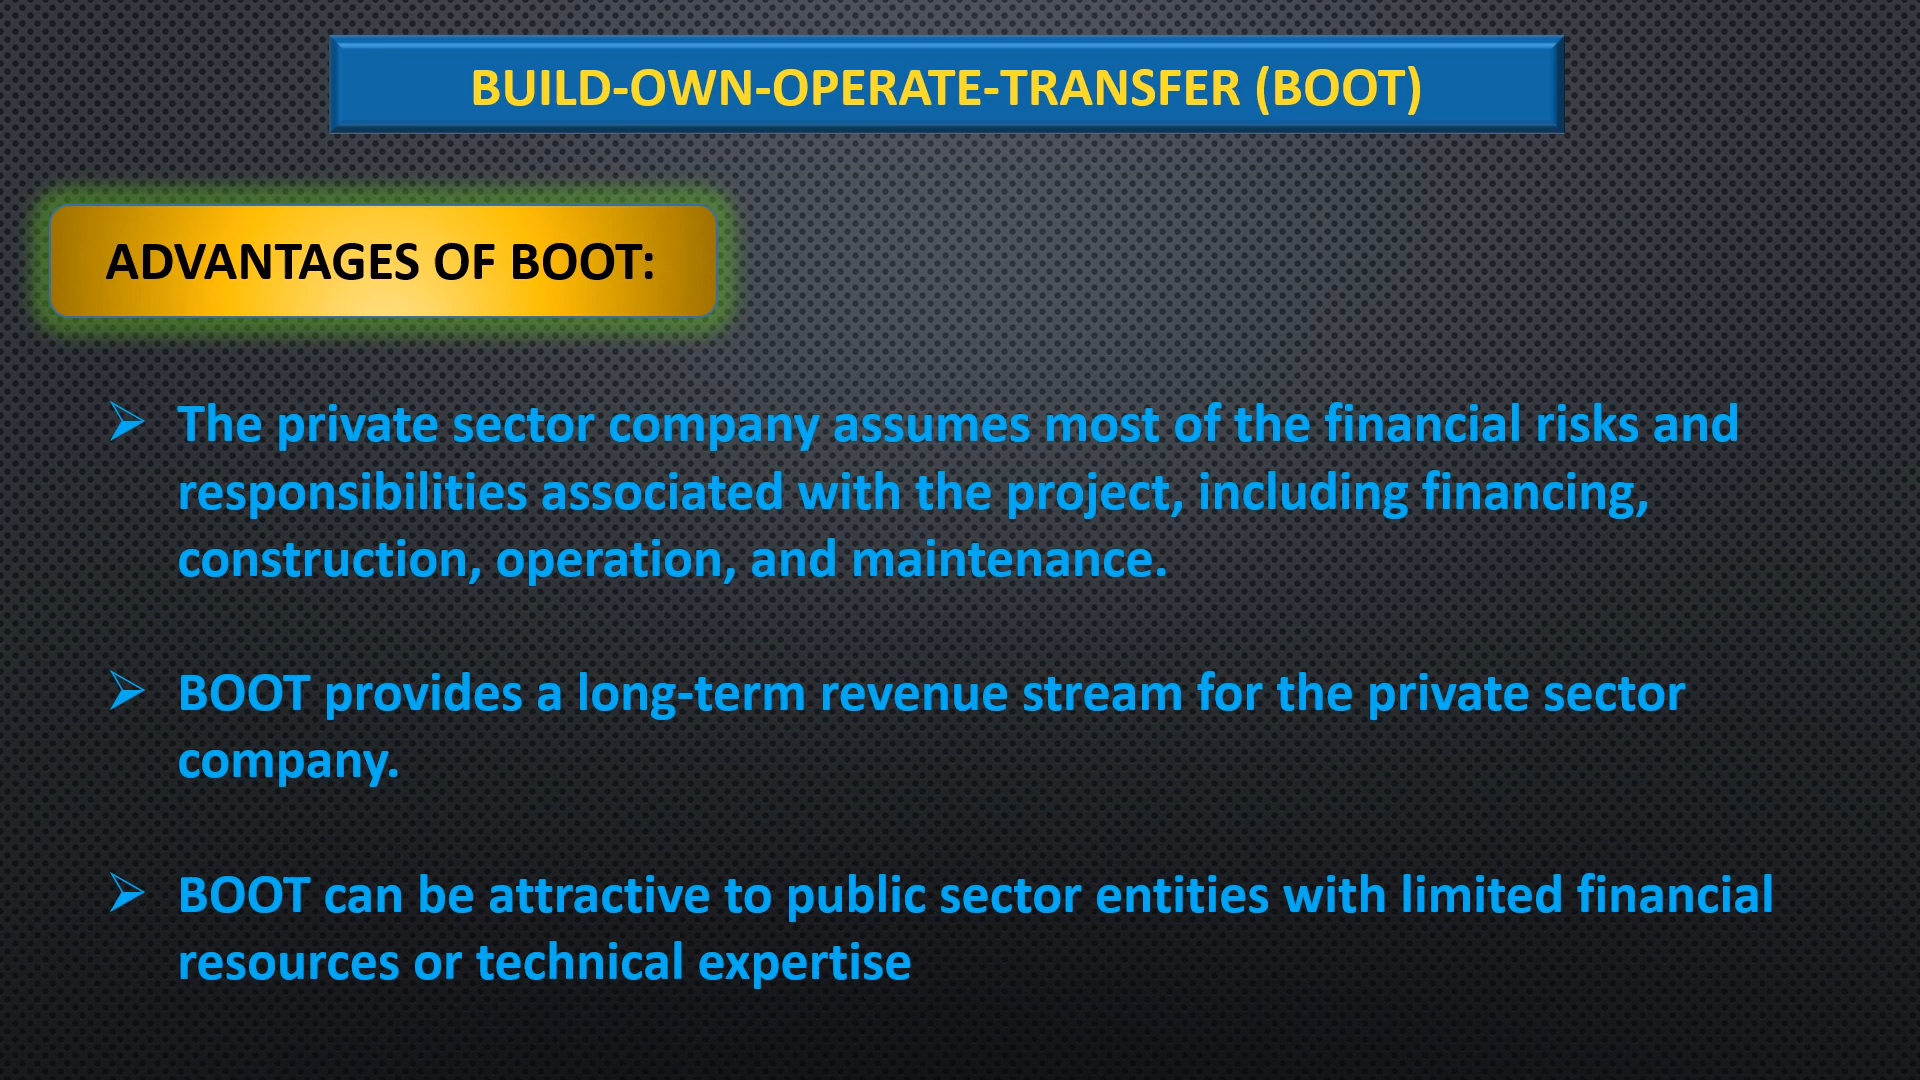 BUILD-OWN-OPERATE-TRANSFER (BOOT)
ADVANTAGES OF BOOT:
The private sector company assumes most of the financial risks and
responsibilities associated with the project, including financing,
construction, operation, and maintenance.
BOOT provides a long-term revenue stream for the private sector
company.
BOOT can be attractive to public sector entities with limited financial
resources or technical expertise